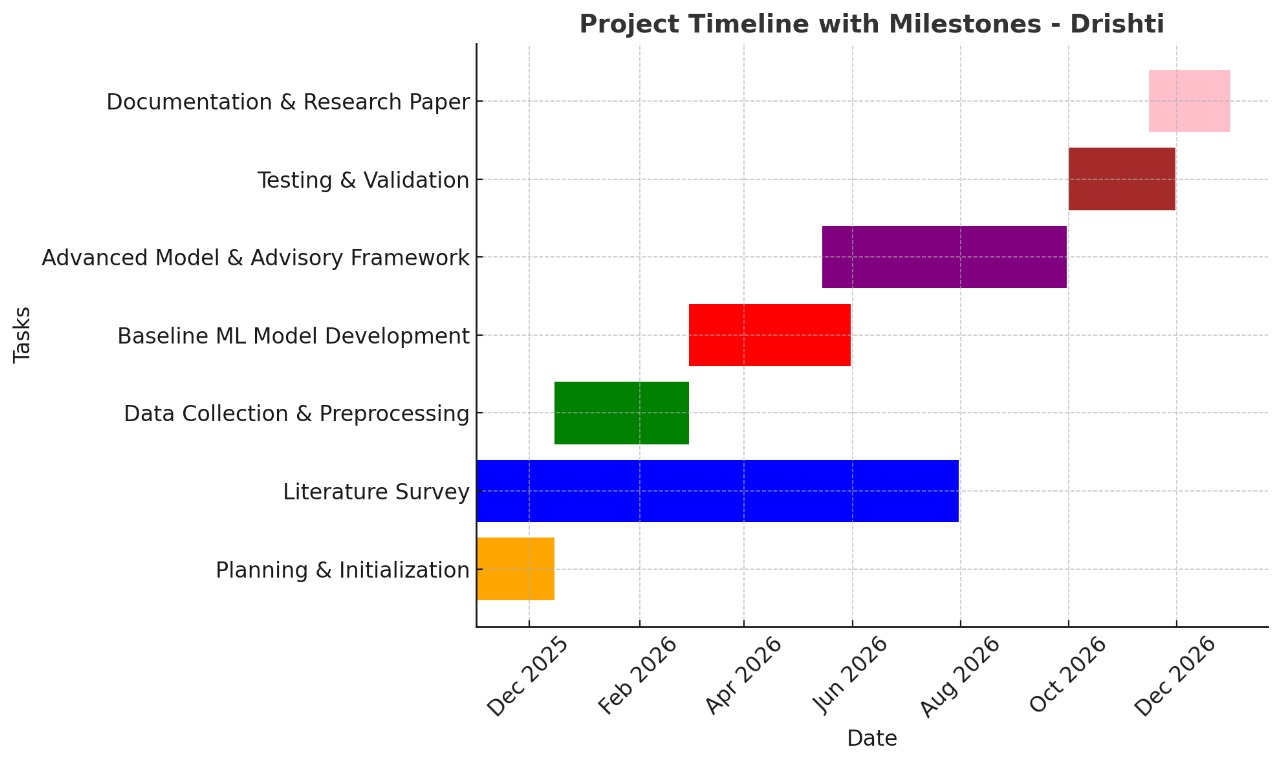 Project Timeline with Milestones - Drishti
Documentation & Research Paper
Testing & Validation
Advanced Model & Advisory Framework
Baseline ML Model Development
Data Collection & Preprocessing
Literature Survey
Planning & Initialization
Tasks
Dec 2025
Feb 2026
Apr 2026
Jun 2026
Aug 2026
Oct 2026
Dec 2026
Date